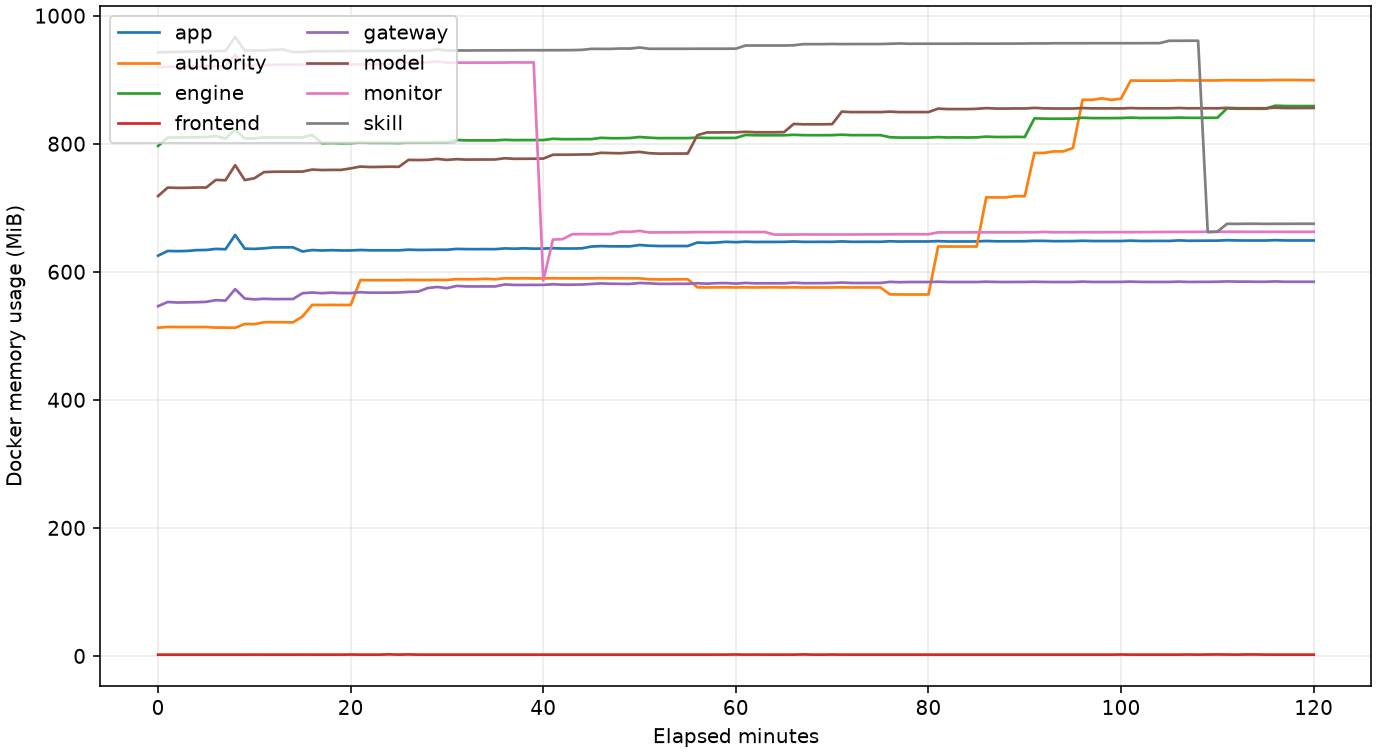 1000
800
600
400
200
0
Docker memory usage (MiB)
app
authority
engine
frontend
gateway
model
monitor
skill
0 20 40 60 80 100 120
Elapsed minutes